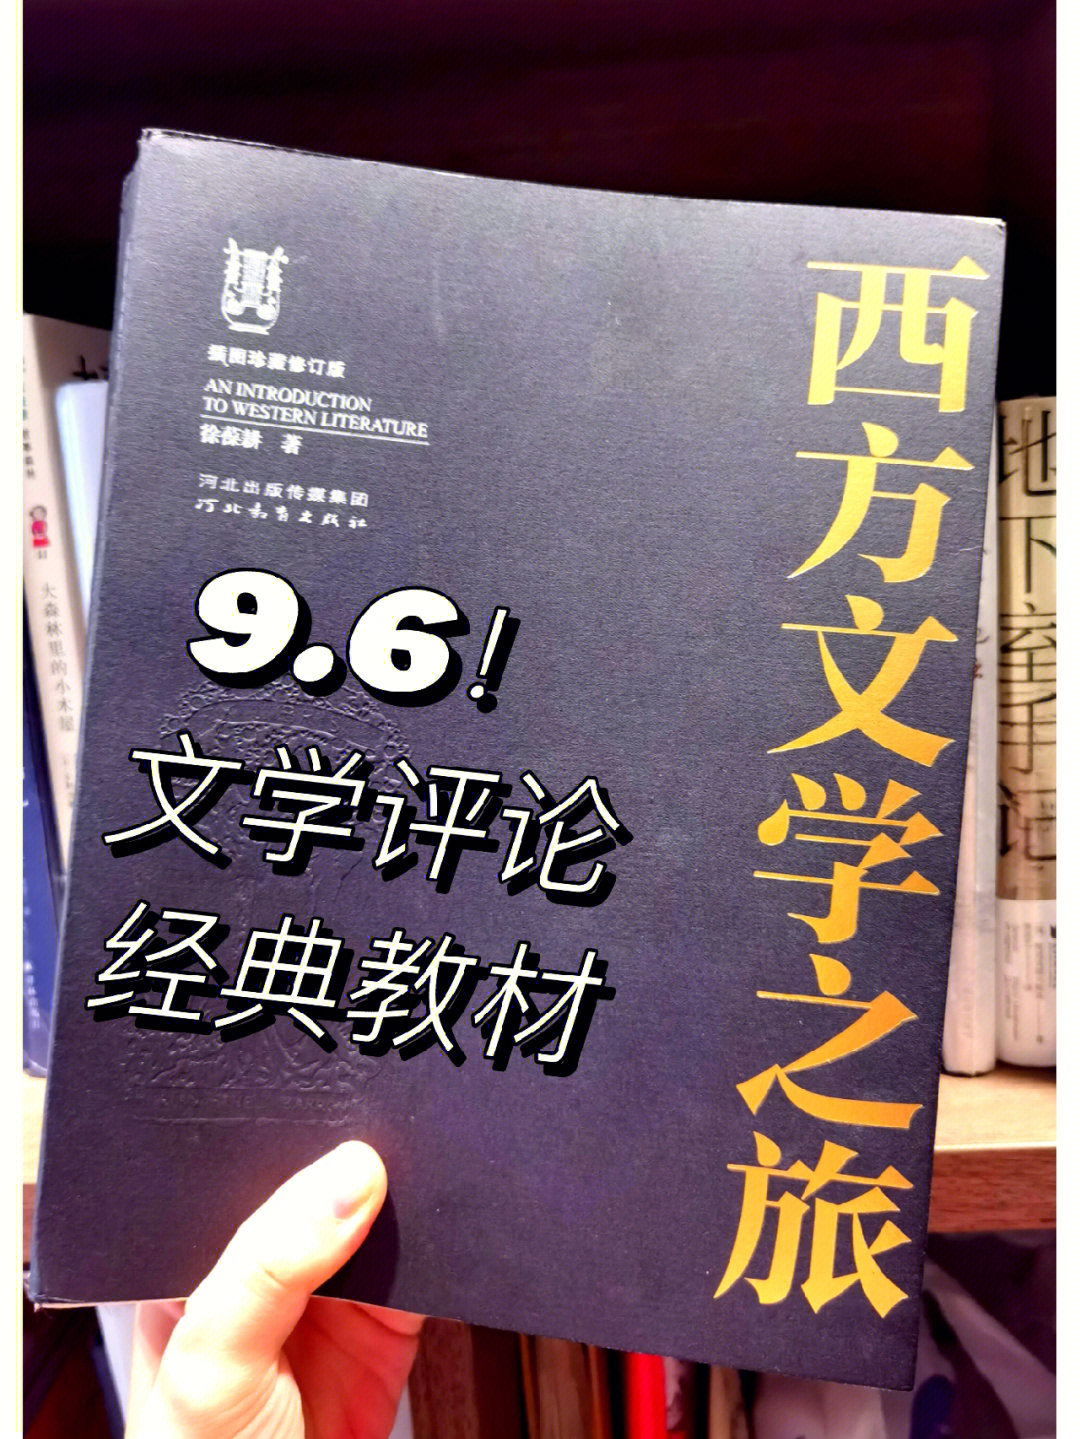 西方文学之旅
插图珍藏修订版
AN INTRODUCTION
TO WESTERN LITERATURE
徐葆耕 著
河北出版传媒集团
河北教育出版社
9.6!
文学评论
经典教材
大森林里的小木屋
地下室手记